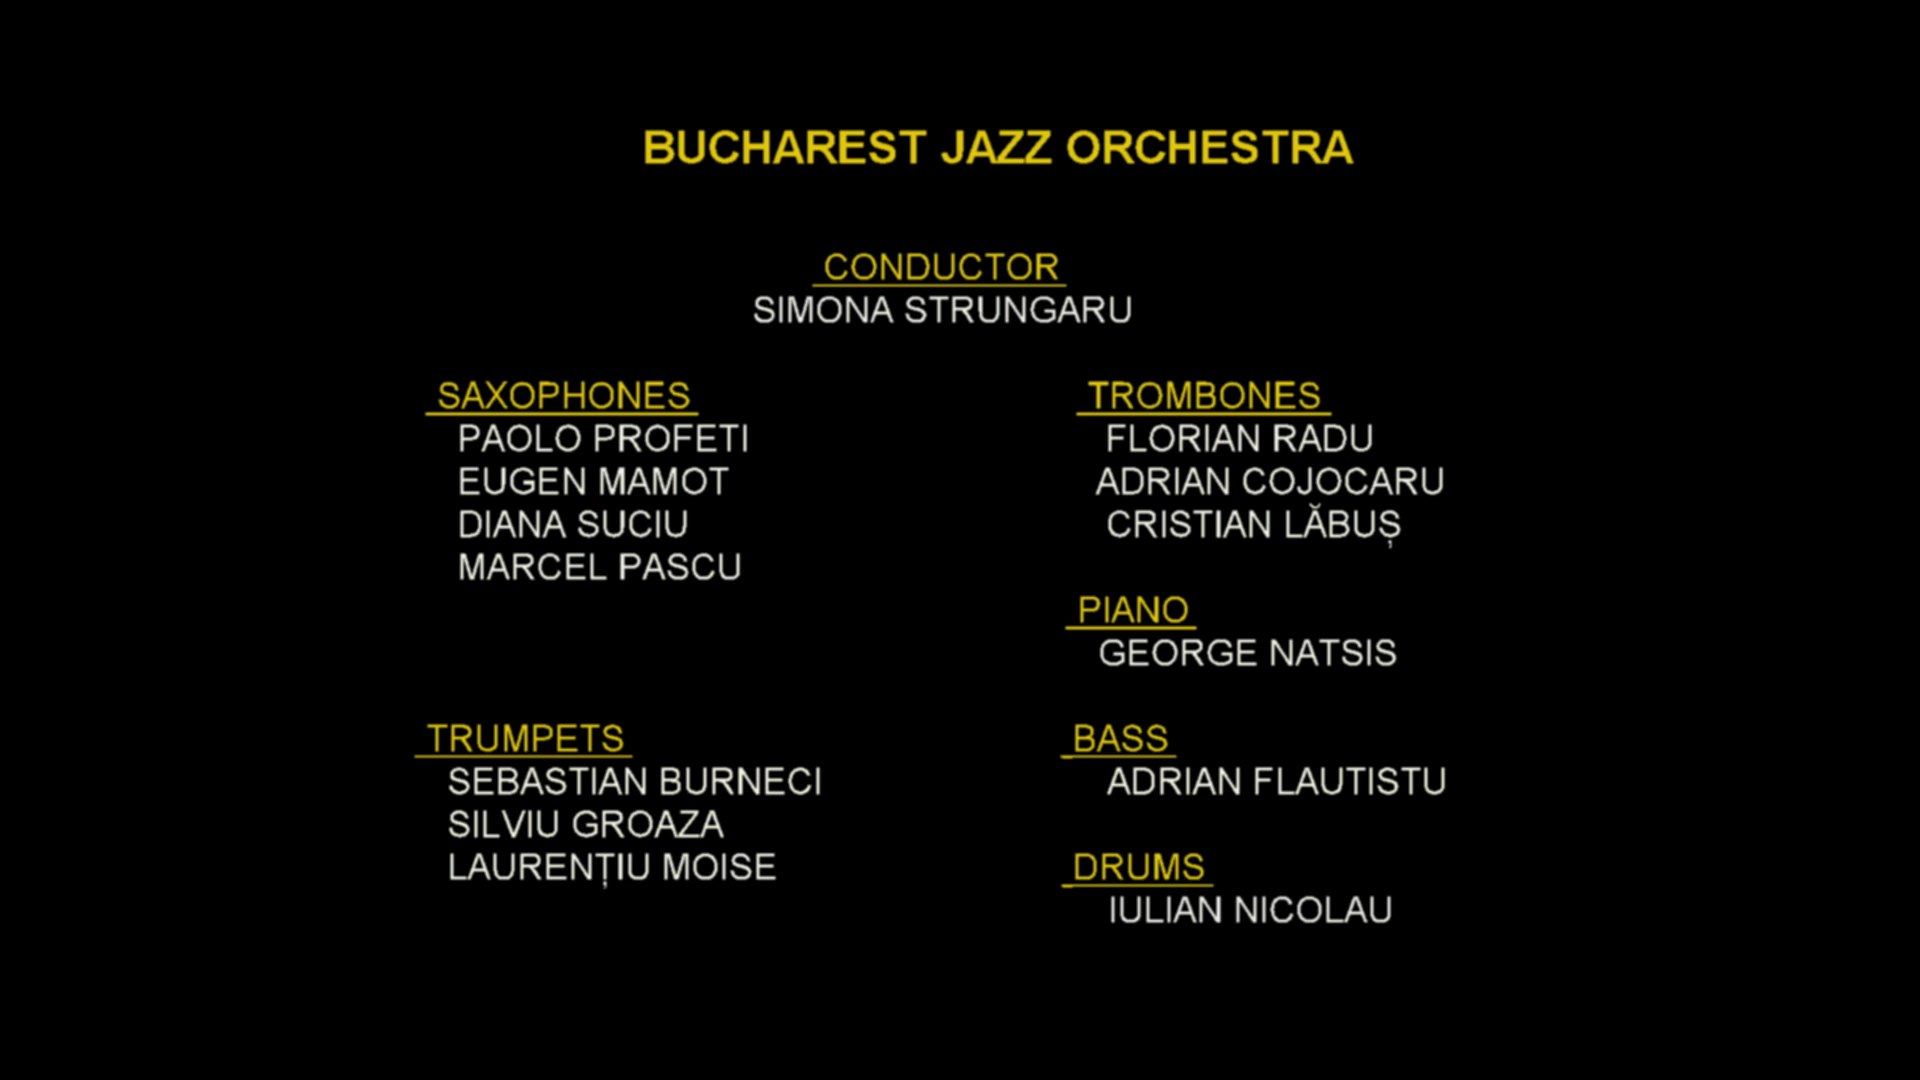 BUCHAREST JAZZ ORCHESTRA
CONDUCTOR
SIMONA STRUNGARU
SAXOPHONES
PAOLO PROFETI
EUGEN MAMOT
DIANA SUCIU
MARCEL PASCU
TRUMPETS
SEBASTIAN BURNECI
SILVIU GROAZA
LAURENȚIU MOISE
TROMBONES
FLORIAN RADU
ADRIAN COJOCARU
CRISTIAN LĂBUȘ
PIANO
GEORGE NATSIS
BASS
ADRIAN FLAUTISTU
DRUMS
IULIAN NICOLAU